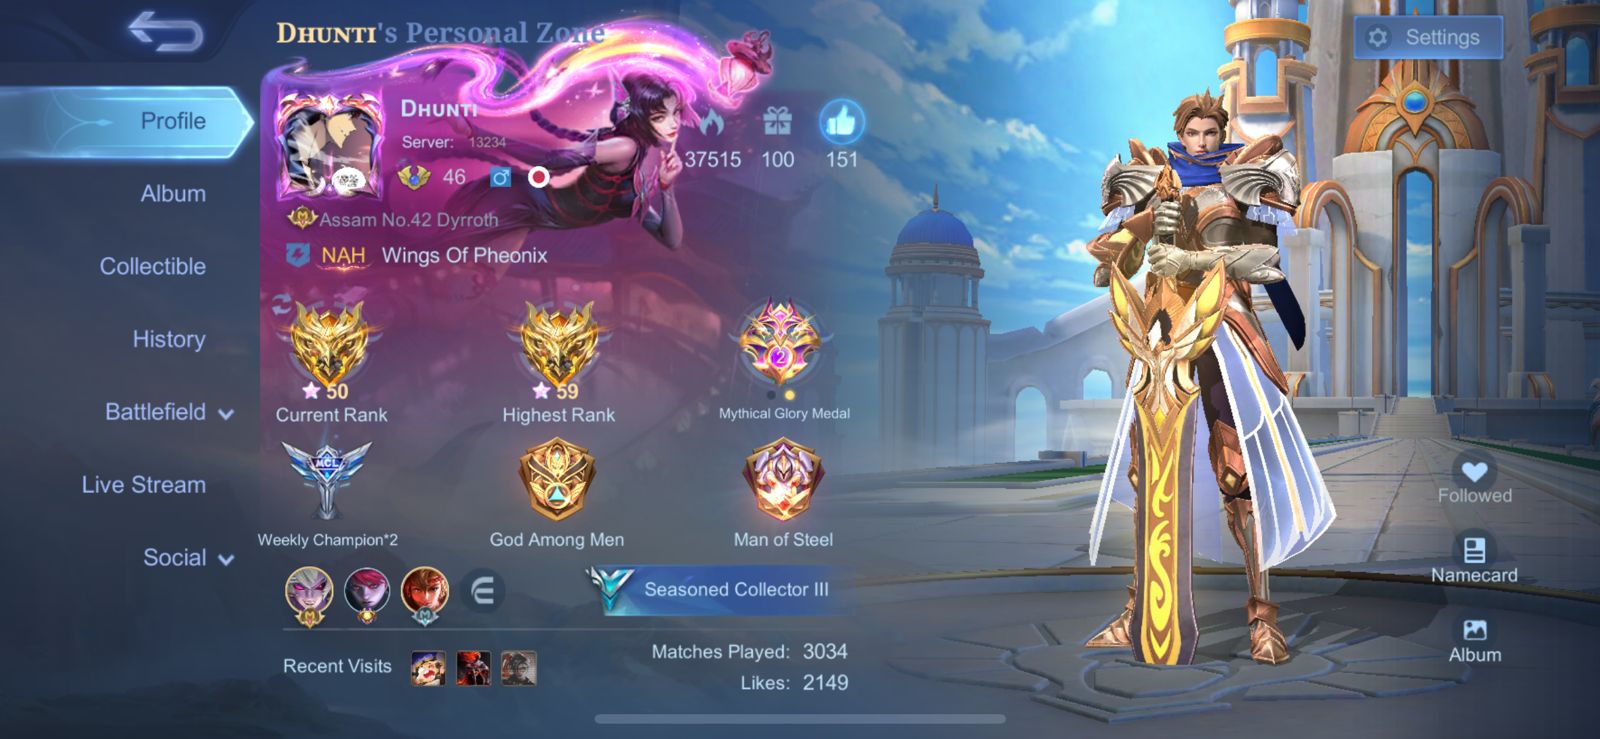 DHUNTI's Personal Zone
Settings
Profile
Album
Collectible
History
Battlefield
Live Stream
Social
DHUNTI
Server: 13234
46
37515
100
151
Assam No.42 Dyrroth
NAH Wings Of Pheonix
50
Current Rank
59
Highest Rank
2
Mythical Glory Medal
MCL
Weekly Champion*2
God Among Men
Man of Steel
Seasoned Collector III
Recent Visits
Matches Played: 3034
Likes: 2149
Followed
Namecard
Album